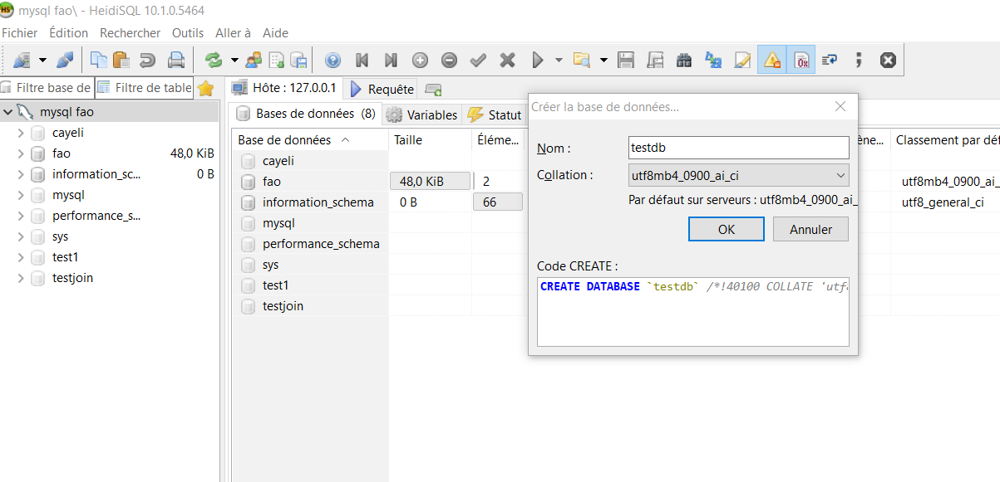 mysql fao\ - HeidiSQL 10.1.0.5464
Fichier Édition Rechercher Outils Aller à Aide
Filtre base de Filtre de table
Hôte : 127.0.0.1 Requête
mysql fao
cayeli
fao 48,0 KiB
information_sc... 0 B
mysql
performance_s...
sys
test1
testjoin
Bases de données (8) Variables Statut
Base de données Taille Éléme... Classement par déf
cayeli
fao 48,0 KiB 2 utf8mb4_0900_ai_
information_schema 0 B 66 utf8_general_ci
mysql
performance_schema
sys
test1
testjoin
Créer la base de données...
Nom : testdb
Collation : utf8mb4_0900_ai_ci
Par défaut sur serveurs : utf8mb4_0900_ai_
OK Annuler
Code CREATE :
CREATE DATABASE `testdb` /*!40100 COLLATE 'utf8